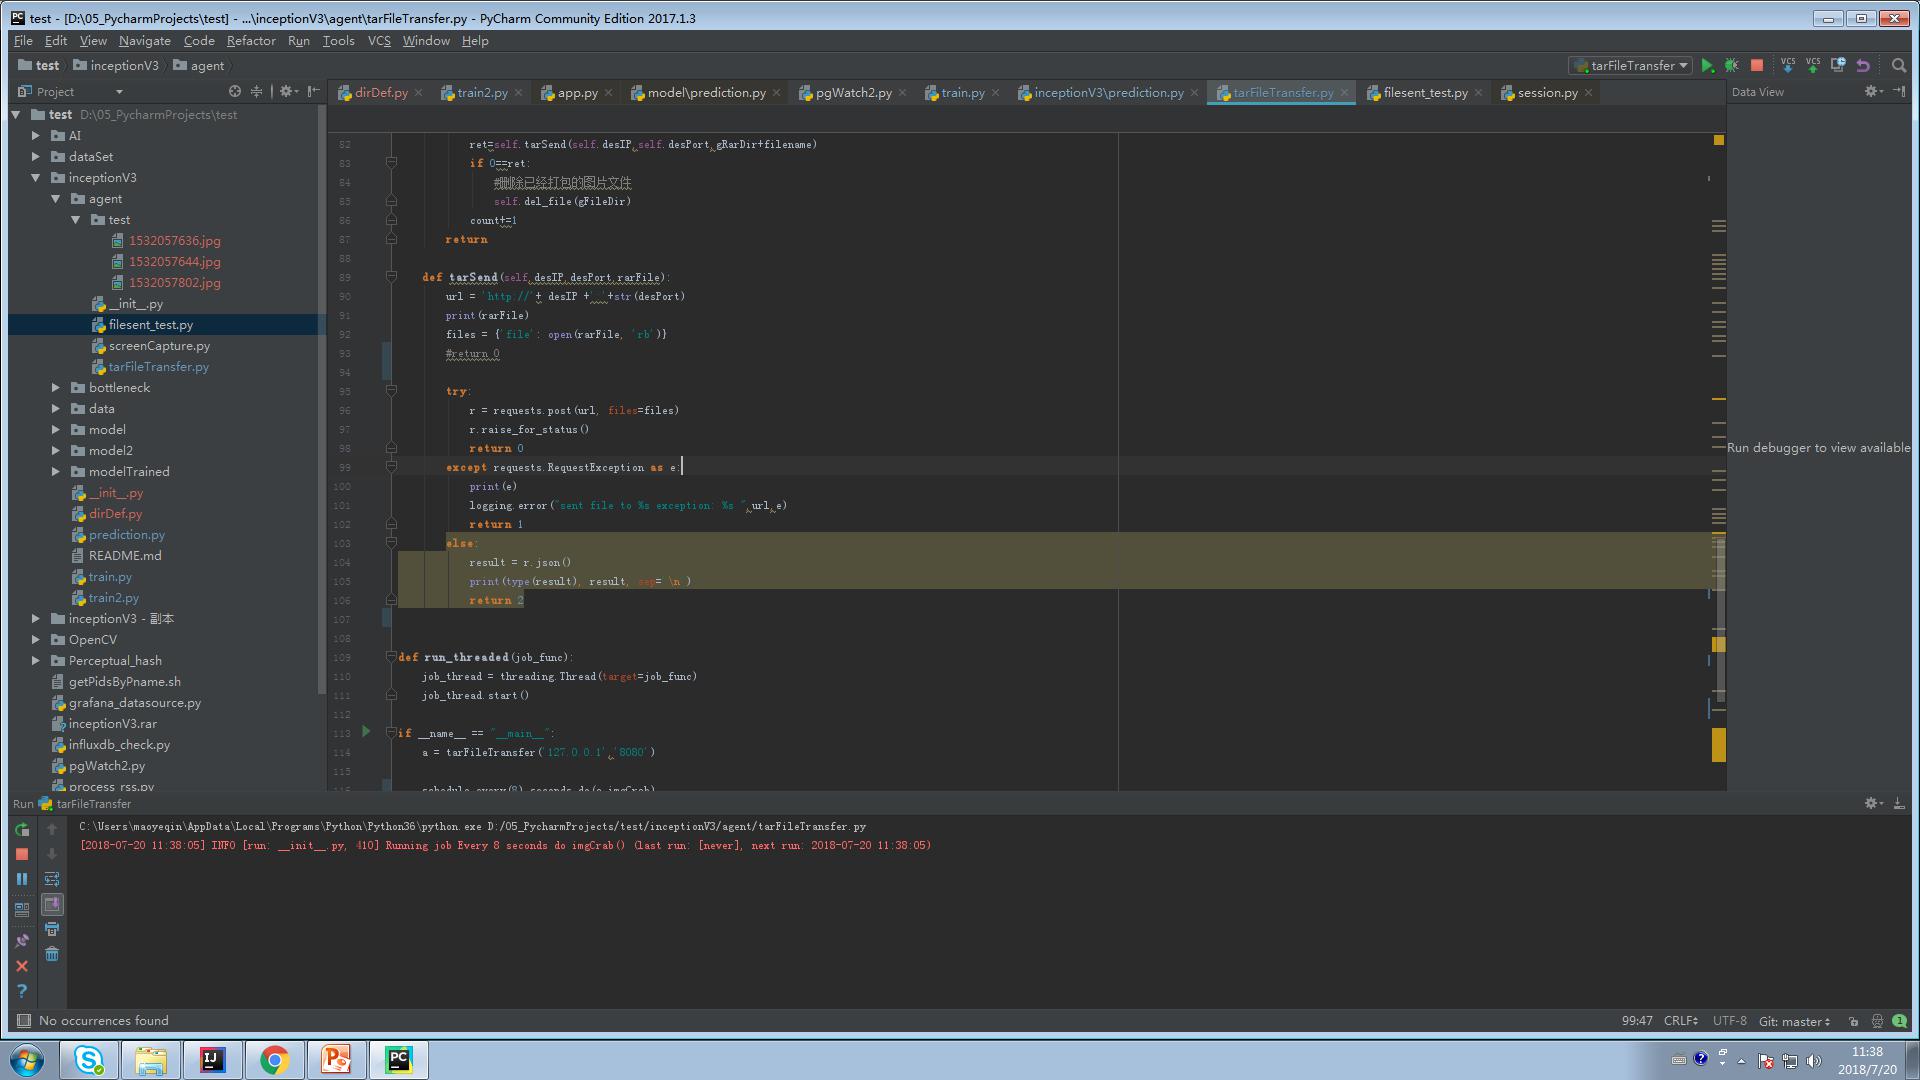 test - [D:\05_PycharmProjects\test] - ...\inceptionV3\agent\tarFileTransfer.py - PyCharm Community Edition 2017.1.3
File Edit View Navigate Code Refactor Run Tools VCS Window Help
test inceptionV3 agent
tarFileTransfer
VCS VCS
Project
dirDef.py train2.py app.py model\prediction.py pgWatch2.py train.py inceptionV3\prediction.py tarFileTransfer.py filesent_test.py session.py
Data View
test D:\05_PycharmProjects\test
AI
dataSet
inceptionV3
agent
test
1532057636.jpg
1532057644.jpg
1532057802.jpg
__init__.py
filesent_test.py
screenCapture.py
tarFileTransfer.py
bottleneck
data
model
model2
modelTrained
__init__.py
dirDef.py
prediction.py
README.md
train.py
train2.py
inceptionV3 - 副本
OpenCV
Perceptual_hash
getPidsByPname.sh
grafana_datasource.py
inceptionV3.rar
influxdb_check.py
pgWatch2.py
process_rss.py
82 ret=self.tarSend(self.desIP,self.desPort,gRarDir+filename)
83 if 0==ret:
84 #删除已经打包的图片文件
85 self.del_file(gFileDir)
86 count+=1
87 return
88
89 def tarSend(self,desIP,desPort,rarFile):
90 url = 'http://'+ desIP +':'+str(desPort)
91 print(rarFile)
92 files = {'file': open(rarFile, 'rb')}
93 #return 0
94
95 try:
96 r = requests.post(url, files=files)
97 r.raise_for_status()
98 return 0
99 except requests.RequestException as e:
100 print(e)
101 logging.error("sent file to %s exception: %s ",url,e)
102 return 1
103 else:
104 result = r.json()
105 print(type(result), result, sep='\n')
106 return 2
107
108
109 def run_threaded(job_func):
110 job_thread = threading.Thread(target=job_func)
111 job_thread.start()
112
113 if __name__ == "__main__":
114 a = tarFileTransfer('127.0.0.1','8080')
115
116 schedule.every(8).seconds.do(a.imgCrab)
Run debugger to view available
Run tarFileTransfer
C:\Users\maoyeqin\AppData\Local\Programs\Python\Python36\python.exe D:/05_PycharmProjects/test/inceptionV3/agent/tarFileTransfer.py
[2018-07-20 11:38:05] INFO [run: __init__.py, 410] Running job Every 8 seconds do imgCrab() (last run: [never], next run: 2018-07-20 11:38:05)
No occurrences found
99:47 CRLF UTF-8 Git: master 1
11:38
2018/7/20